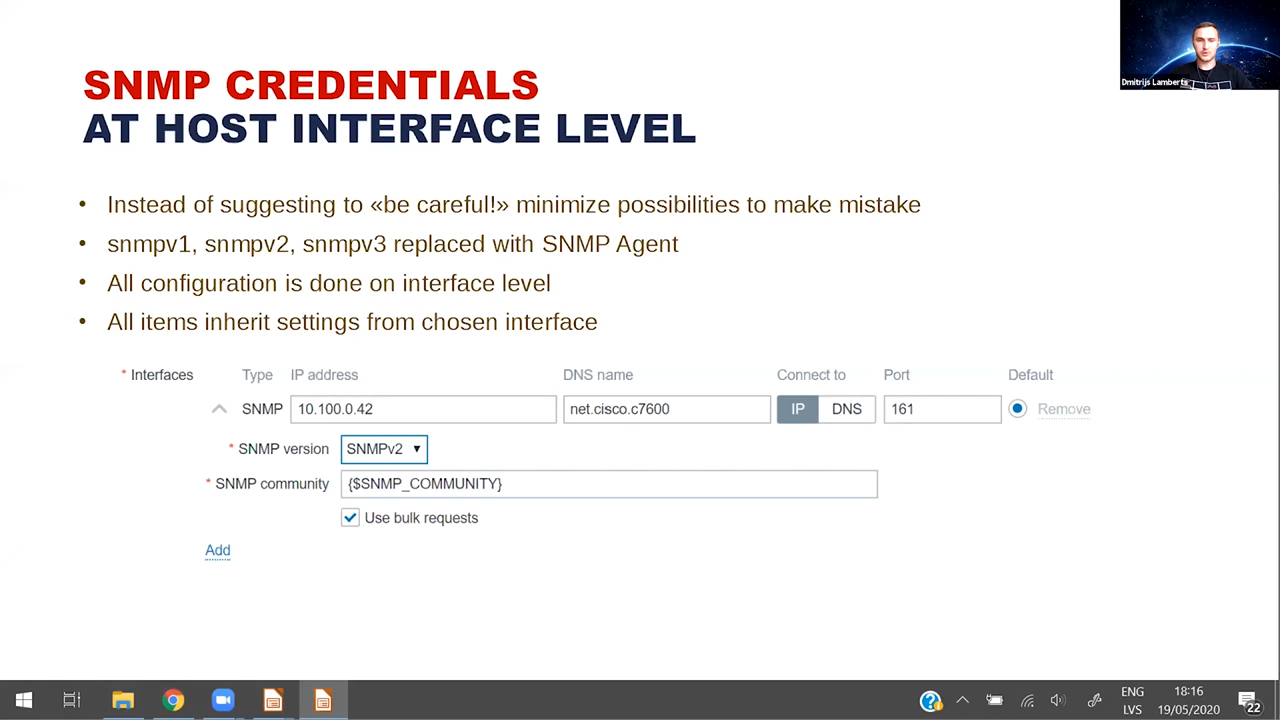 Dmitrijs Lamberts
SNMP CREDENTIALS
AT HOST INTERFACE LEVEL
• Instead of suggesting to «be careful!» minimize possibilities to make mistake
• snmpv1, snmpv2, snmpv3 replaced with SNMP Agent
• All configuration is done on interface level
• All items inherit settings from chosen interface
* Interfaces Type IP address DNS name Connect to Port Default
SNMP 10.100.0.42 net.cisco.c7600 IP DNS 161 Remove
* SNMP version SNMPv2
* SNMP community {$SNMP_COMMUNITY}
Use bulk requests
Add
ENG 18:16
LVS 19/05/2020 22